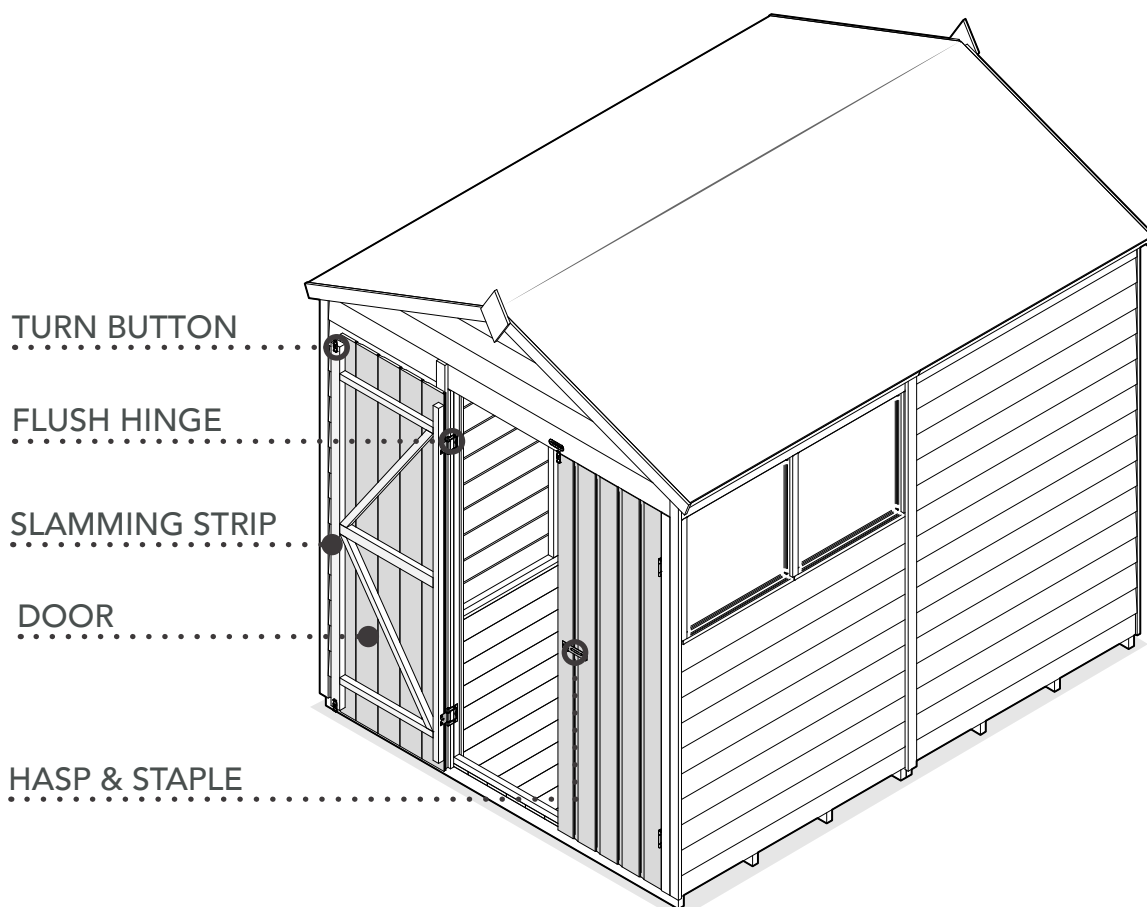 TURN BUTTON
FLUSH HINGE
SLAMMING STRIP
DOOR
HASP & STAPLE